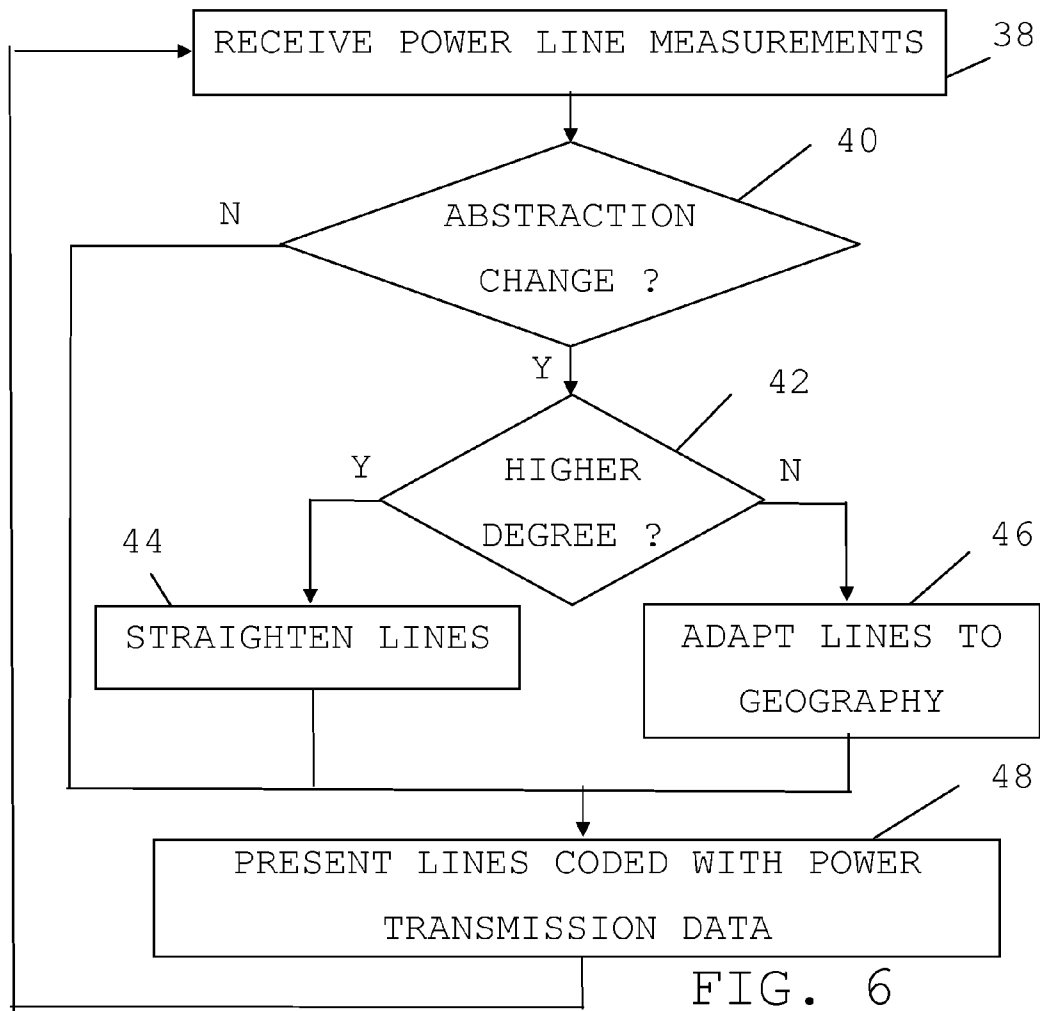 RECEIVE POWER LINE MEASUREMENTS
38
40
N
ABSTRACTION
CHANGE ?
Y
42
Y
HIGHER
N
DEGREE ?
44
46
STRAIGHTEN LINES
ADAPT LINES TO
GEOGRAPHY
48
PRESENT LINES CODED WITH POWER
TRANSMISSION DATA
FIG. 6